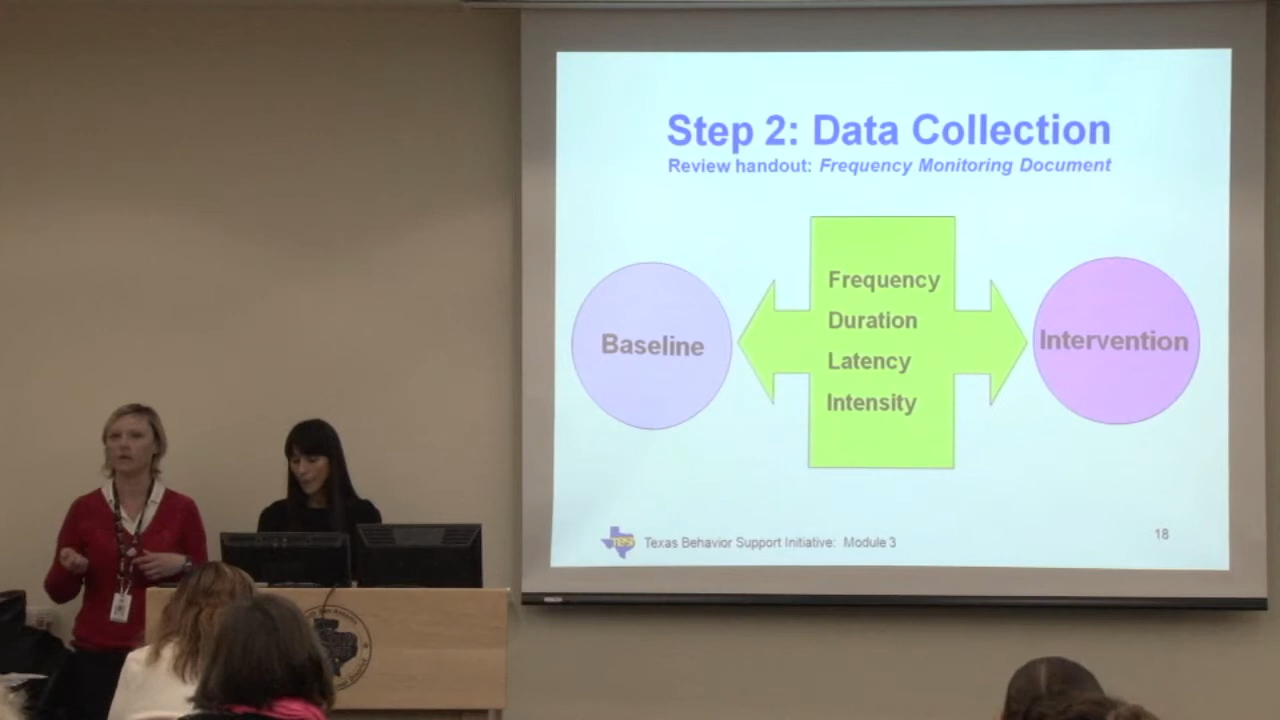 Step 2: Data Collection
Review handout: Frequency Monitoring Document
Baseline
Frequency
Duration
Latency
Intensity
Intervention
TBSI
Texas Behavior Support Initiative: Module 3
18